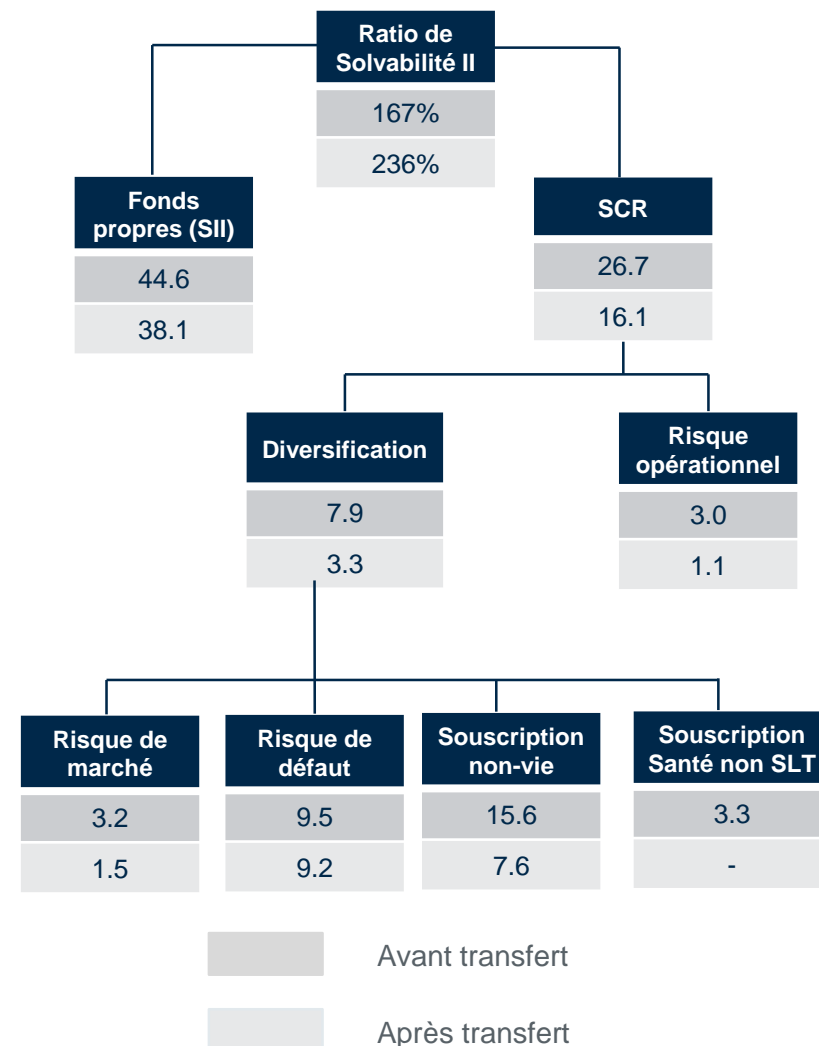 Ratio de
Solvabilité II
167%
236%
Fonds
propres (SII)
44.6
38.1
SCR
26.7
16.1
Diversification
7.9
3.3
Risque
opérationnel
3.0
1.1
Risque de
marché
3.2
1.5
Risque de
défaut
9.5
9.2
Souscription
non-vie
15.6
7.6
Souscription
Santé non SLT
3.3
-
Avant transfert
Après transfert